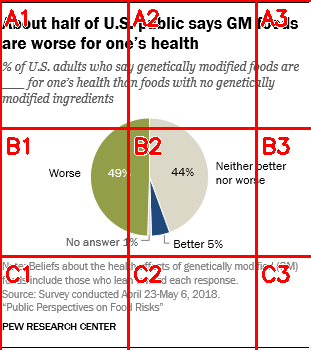 About half of U.S. public says GM foods
are worse for one's health
% of U.S. adults who say genetically modified foods are
___ for one's health than foods with no genetically
modified ingredients
Worse
49%
44%
Neither better
nor worse
No answer 1%
Better 5%
Note: Beliefs about the health effects of genetically modified (GM)
foods include those who lean toward each response.
Source: Survey conducted April 23-May 6, 2018.
"Public Perspectives on Food Risks"
PEW RESEARCH CENTER
A1
A2
A3
B1
B2
B3
C1
C2
C3